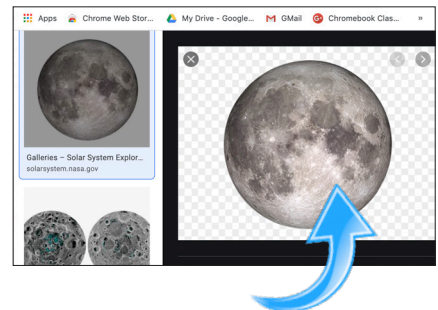 Apps Chrome Web Stor... My Drive - Google... GMail Chromebook Clas... »
Galleries – Solar System Explor...
solarsystem.nasa.gov